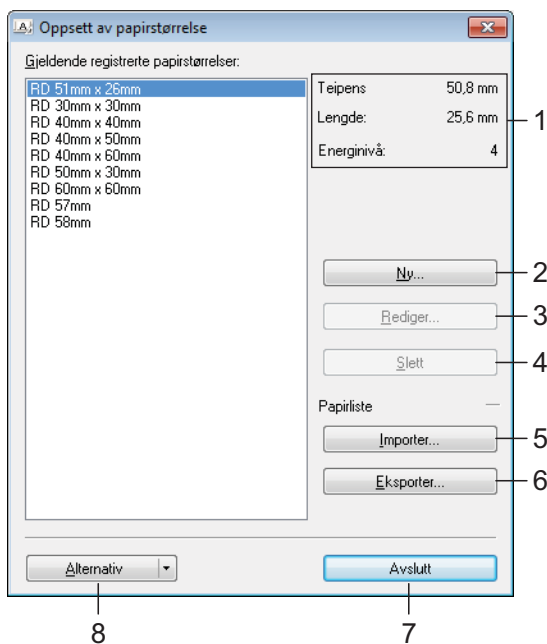 Oppsett av papirstørrelse
Gjeldende registrerte papirstørrelser:
RD 51mm x 26mm
RD 30mm x 30mm
RD 40mm x 40mm
RD 40mm x 50mm
RD 40mm x 60mm
RD 50mm x 30mm
RD 60mm x 60mm
RD 57mm
RD 58mm
Teipens 50,8 mm
Lengde: 25,6 mm
Energinivå: 4
1
Ny... 2
Rediger... 3
Slett 4
Papirliste
Importer... 5
Eksporter... 6
Alternativ Avslutt
8 7